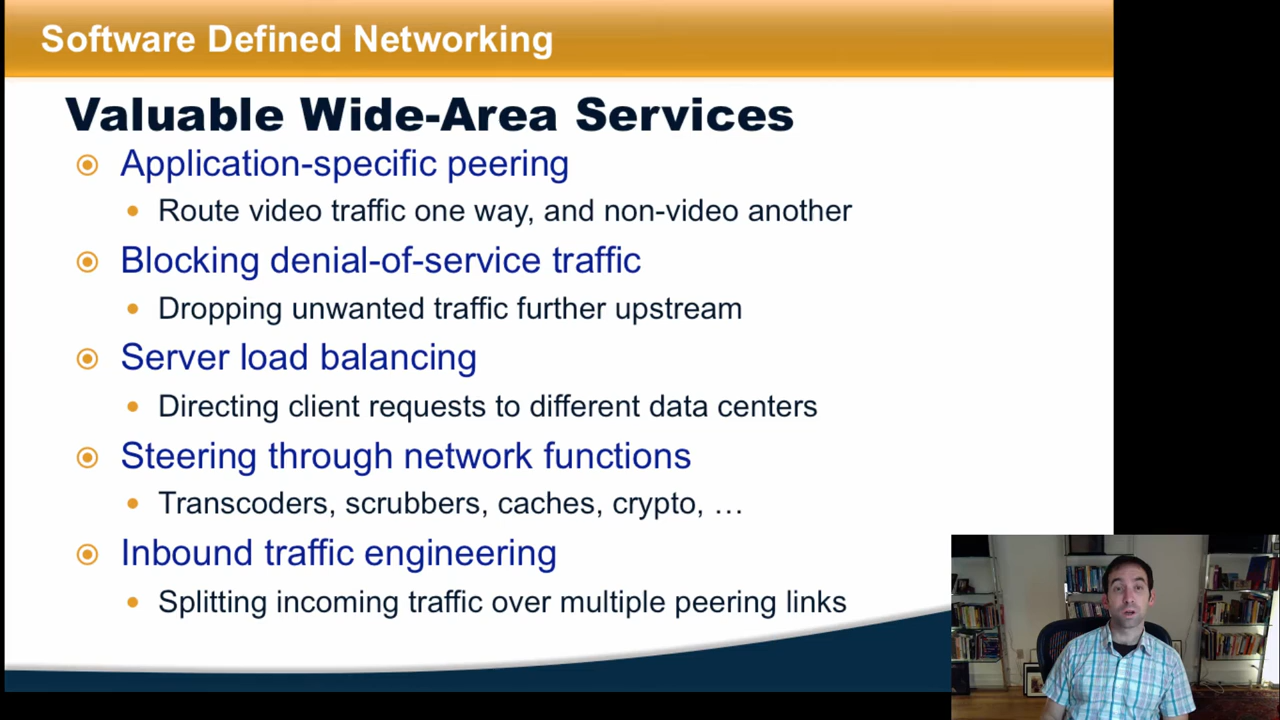 Software Defined Networking
Valuable Wide-Area Services
Application-specific peering
Route video traffic one way, and non-video another
Blocking denial-of-service traffic
Dropping unwanted traffic further upstream
Server load balancing
Directing client requests to different data centers
Steering through network functions
Transcoders, scrubbers, caches, crypto, …
Inbound traffic engineering
Splitting incoming traffic over multiple peering links